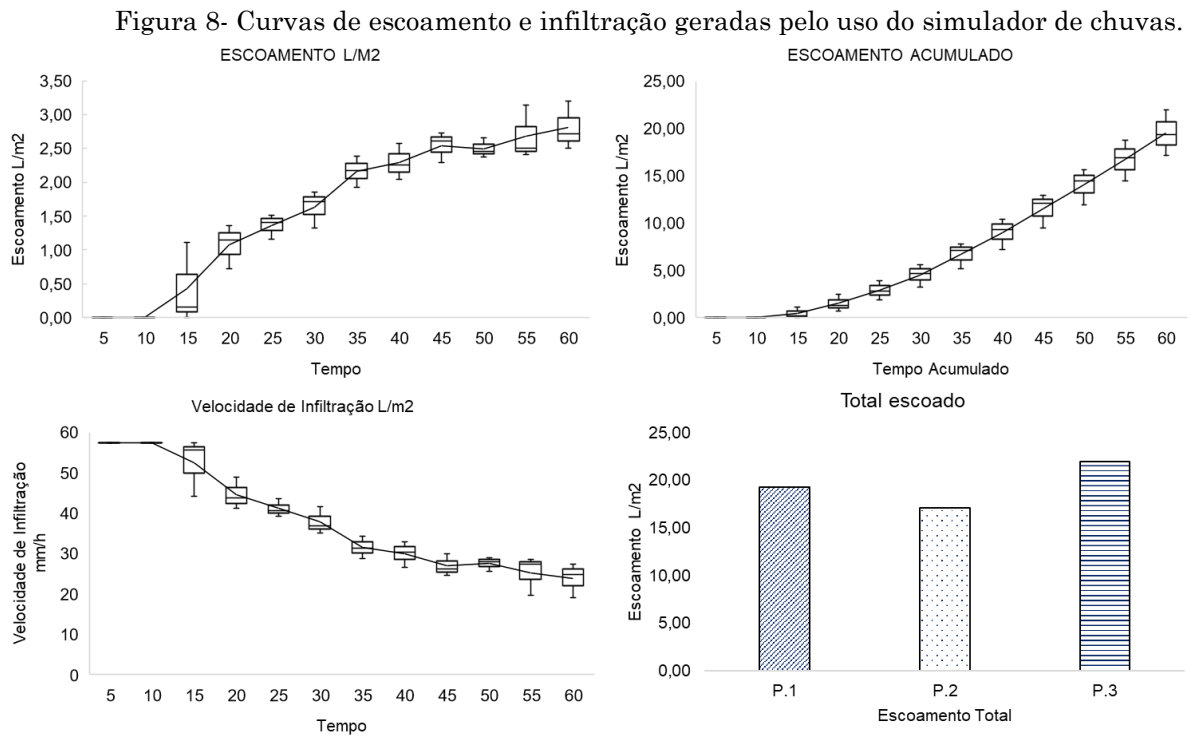 Figura 8- Curvas de escoamento e infiltração geradas pelo uso do simulador de chuvas.
ESCOAMENTO L/M2
3,50
3,00
2,50
2,00
1,50
1,00
0,50
0,00
Escoamento L/m2
5 10 15 20 25 30 35 40 45 50 55 60
Tempo
ESCOAMENTO ACUMULADO
25,00
20,00
15,00
10,00
5,00
0,00
Escoamento L/m2
5 10 15 20 25 30 35 40 45 50 55 60
Tempo Acumulado
Velocidade de Infiltração L/m2
60
50
40
30
20
10
0
Velocidade de Infiltração
mm/h
5 10 15 20 25 30 35 40 45 50 55 60
Tempo
Total escoado
25,00
20,00
15,00
10,00
5,00
0,00
Escoamento L/m2
P.1 P.2 P.3
Escoamento Total